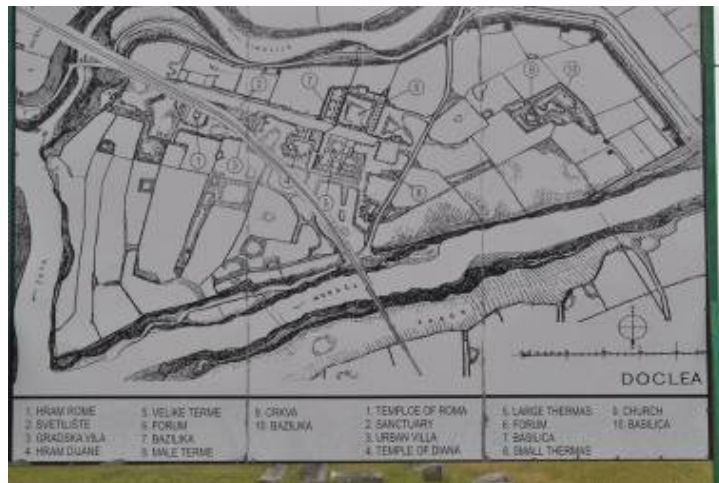 DOCLEA
1. HRAM ROME
2. SVETILIŠTE
3. GRADSKA VILA
4. HRAM DIJANE
5. VELIKE TERME
6. FORUM
7. BAZILIKA
8. MALE TERME
9. CRKVA
10. BAZILIKA
1. TEMPLOE OF ROMA
2. SANCTUARY
3. URBAN VILLA
4. TEMPLE OF DIANA
5. LARGE THERMAS
6. FORUM
7. BASILICA
8. SMALL THERMAS
9. CHURCH
10. BASILICA